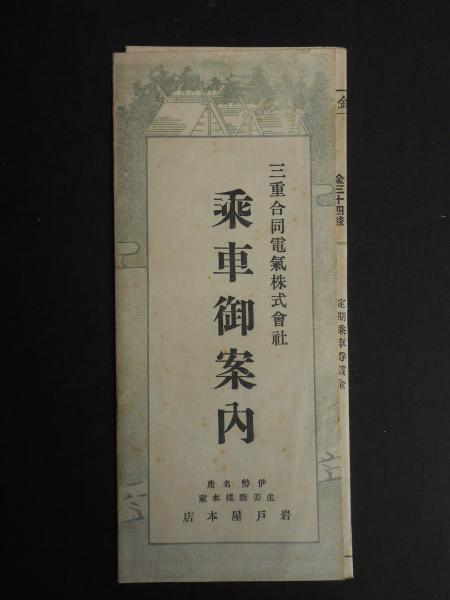 金
金三十四錢
定期乘車券賃金
三重合同電氣株式會社
乘車御案内
伊勢名産
生姜糖總本家
岩戸屋本店